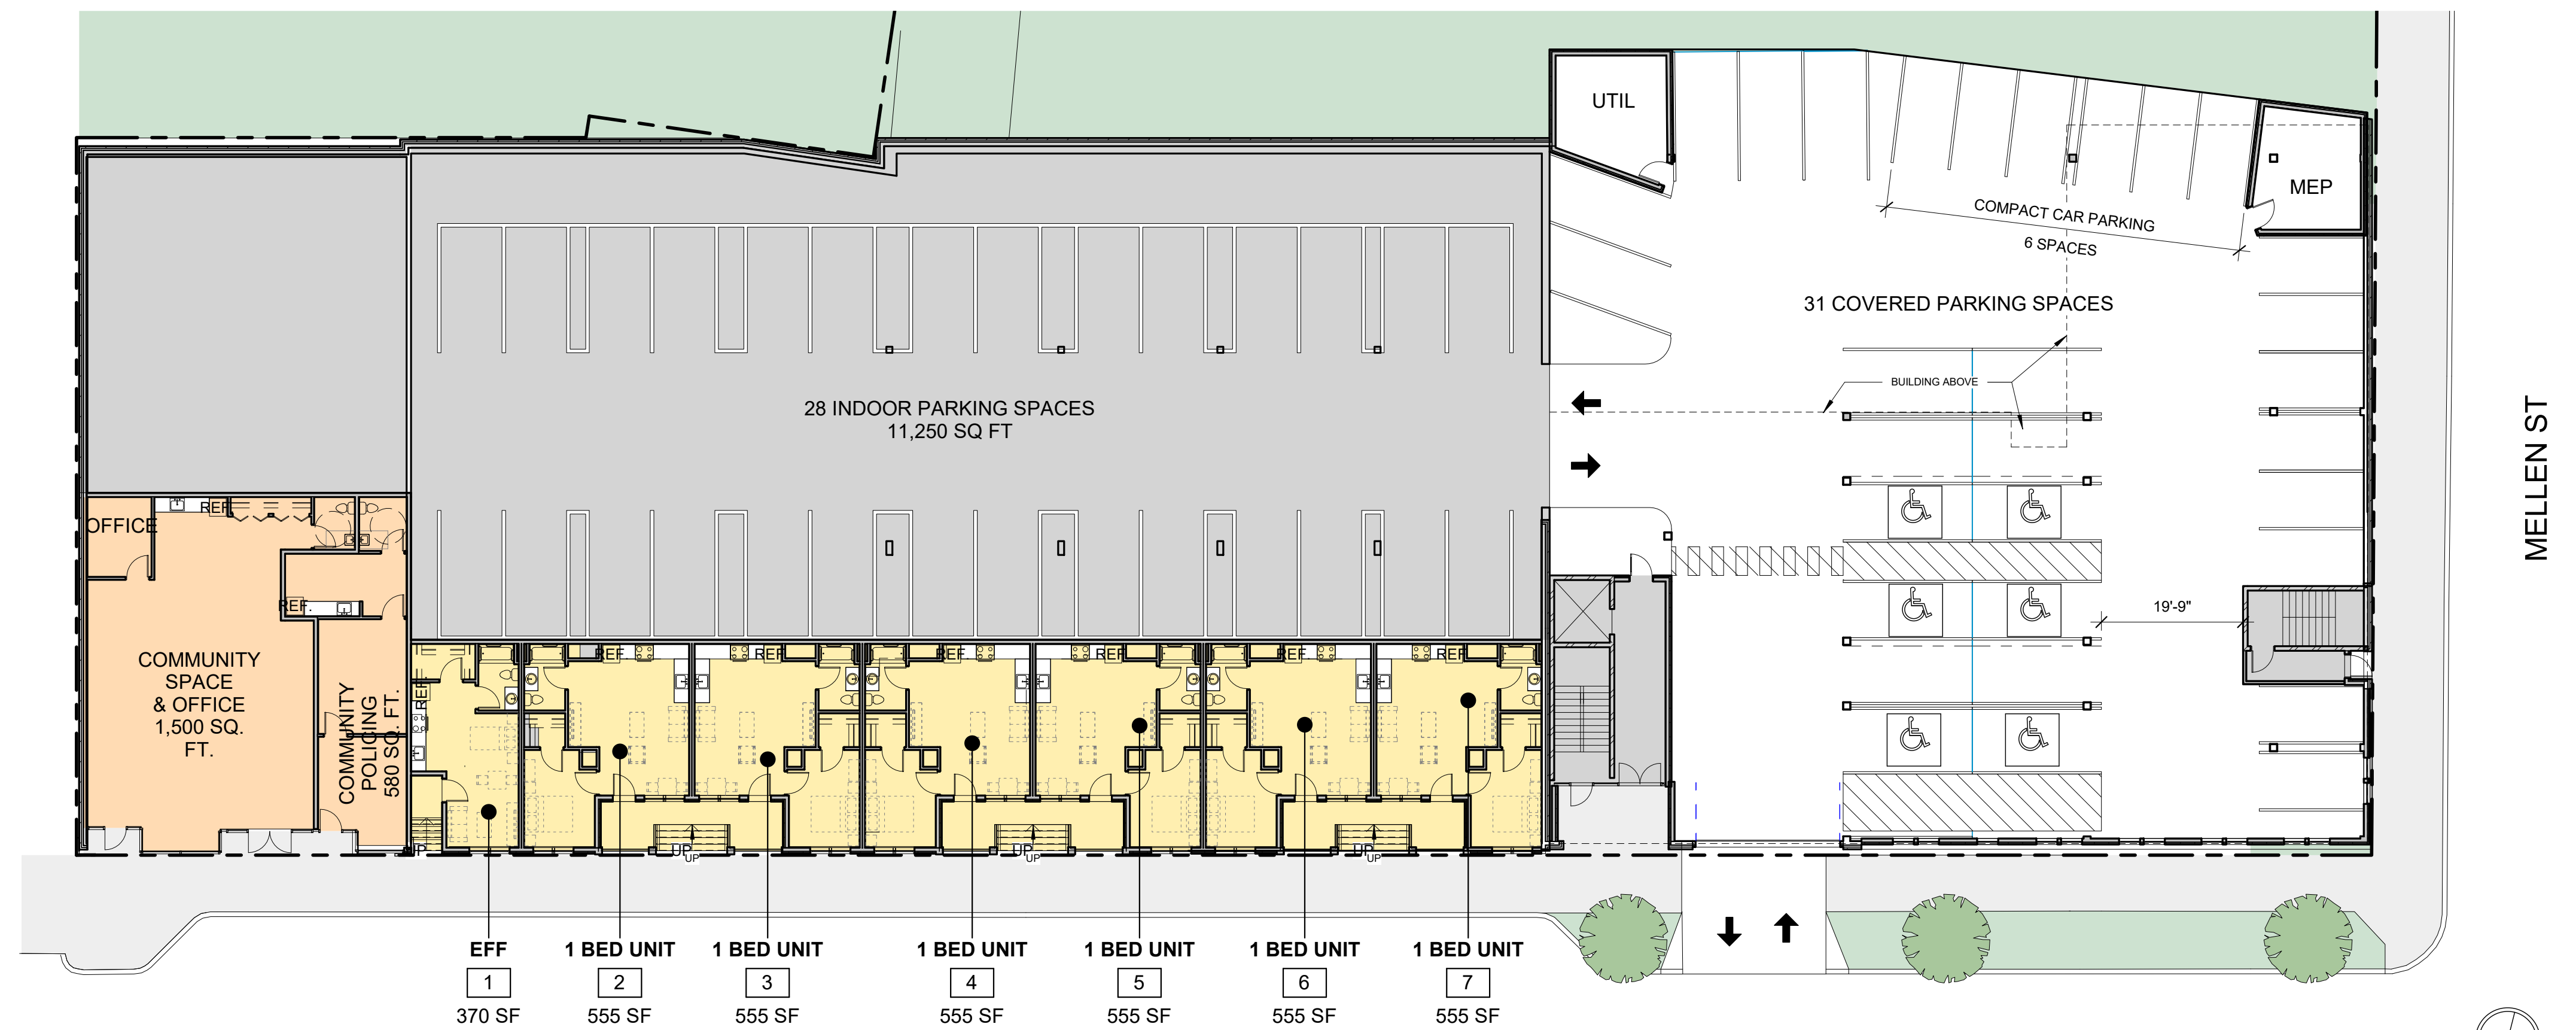 UTIL
MEP
COMPACT CAR PARKING
6 SPACES
31 COVERED PARKING SPACES
BUILDING ABOVE
28 INDOOR PARKING SPACES
11,250 SQ FT
MELLEN ST
OFFICE
REF
REF.
COMMUNITY
SPACE
& OFFICE
1,500 SQ.
FT.
COMMUNITY
POLICING
580 SQ. FT.
REF
REF
REF
REF
REF
REF
REF
19'-9"
UP
UP
UP
UP
UP
UP
EFF
1
370 SF
1 BED UNIT
2
555 SF
1 BED UNIT
3
555 SF
1 BED UNIT
4
555 SF
1 BED UNIT
5
555 SF
1 BED UNIT
6
555 SF
1 BED UNIT
7
555 SF